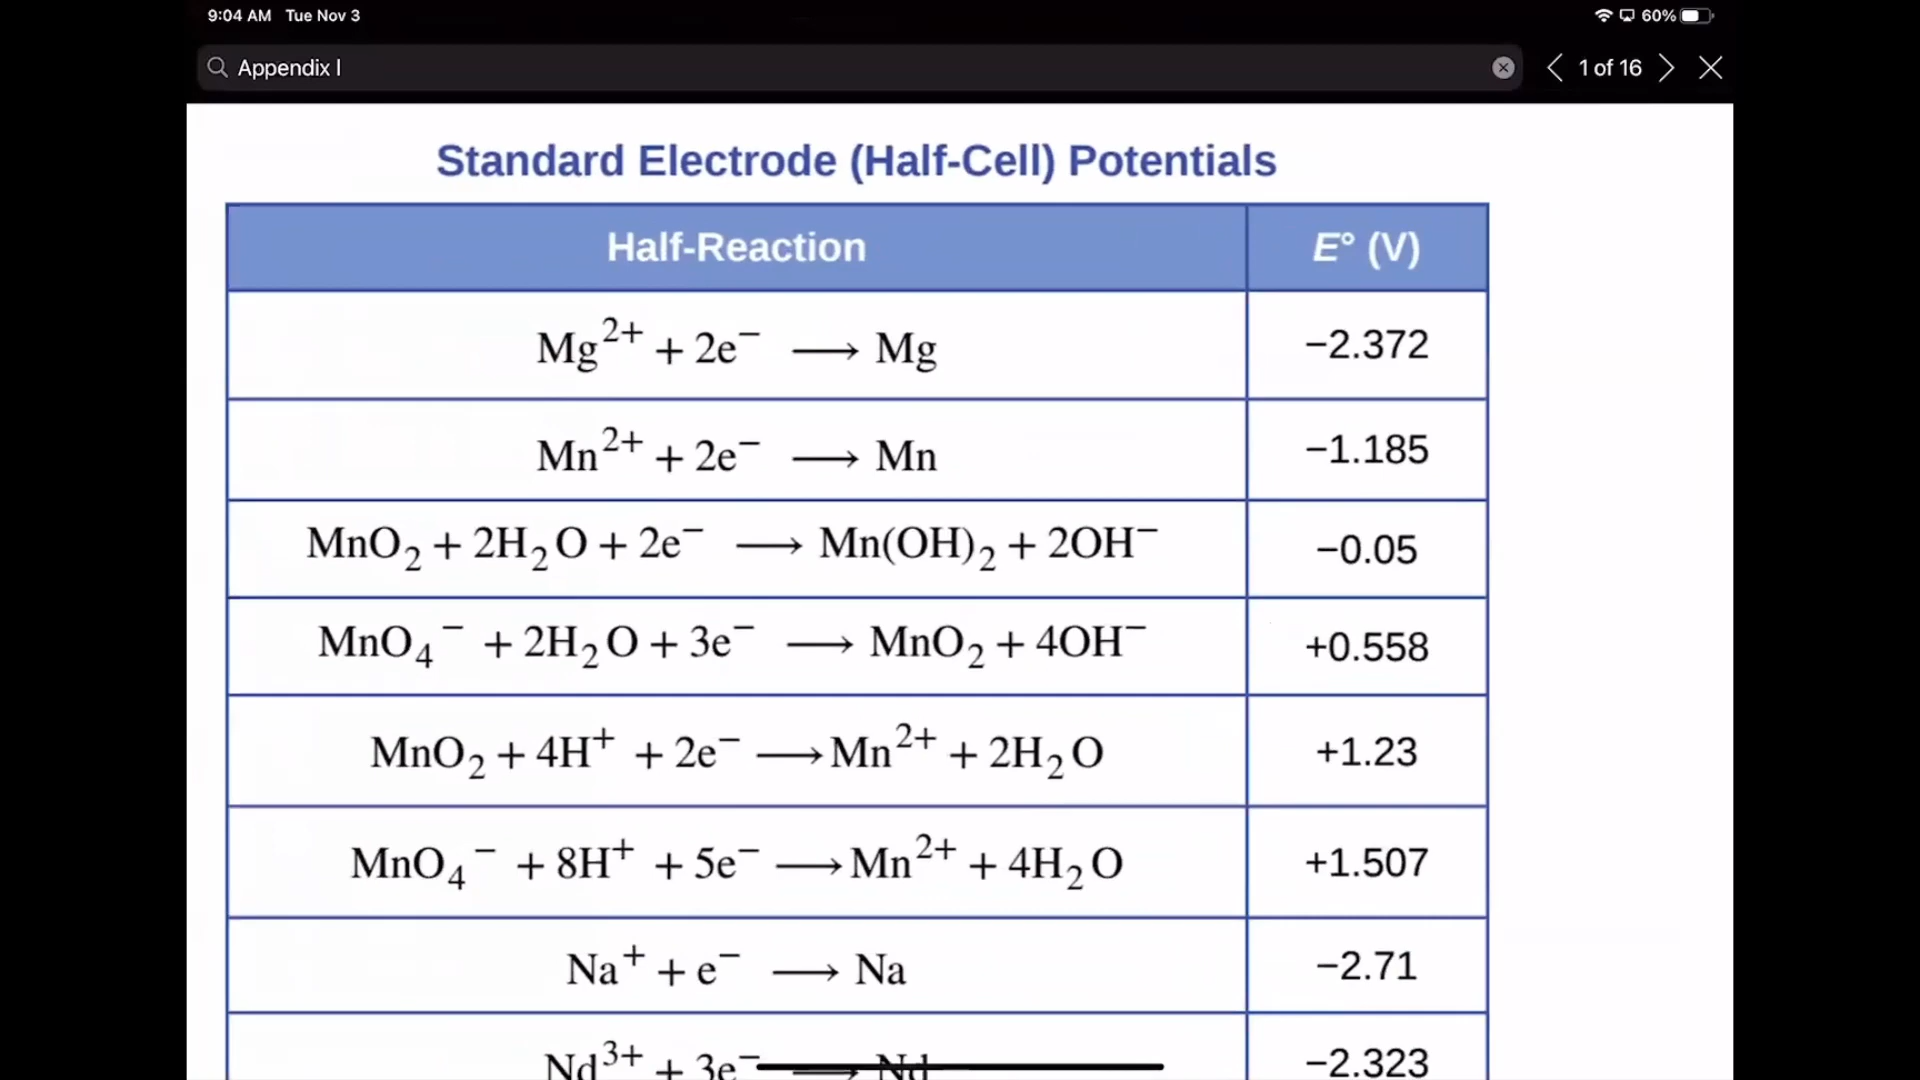 9:04 AM Tue Nov 3 60%
Appendix I 1 of 16
Standard Electrode (Half-Cell) Potentials
Half-Reaction E° (V)
Mg²⁺ + 2e⁻ ⟶ Mg −2.372
Mn²⁺ + 2e⁻ ⟶ Mn −1.185
MnO₂ + 2H₂O + 2e⁻ ⟶ Mn(OH)₂ + 2OH⁻ −0.05
MnO₄⁻ + 2H₂O + 3e⁻ ⟶ MnO₂ + 4OH⁻ +0.558
MnO₂ + 4H⁺ + 2e⁻ ⟶ Mn²⁺ + 2H₂O +1.23
MnO₄⁻ + 8H⁺ + 5e⁻ ⟶ Mn²⁺ + 4H₂O +1.507
Na⁺ + e⁻ ⟶ Na −2.71
Nd³⁺ + 3e⁻ ⟶ Nd −2.323